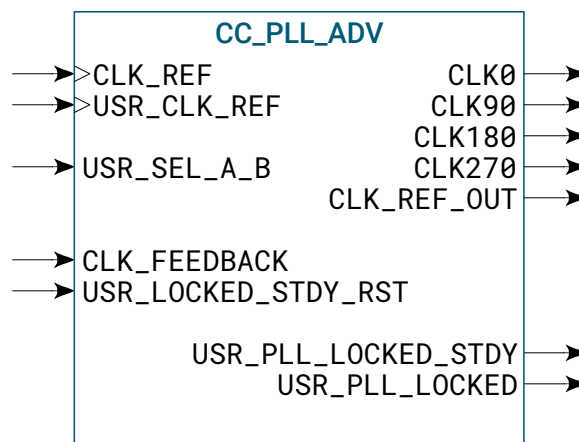 CC_PLL_ADV
CLK_REF CLK0
USR_CLK_REF CLK90
CLK180
USR_SEL_A_B CLK270
CLK_REF_OUT
CLK_FEEDBACK
USR_LOCKED_STDY_RST
USR_PLL_LOCKED_STDY
USR_PLL_LOCKED